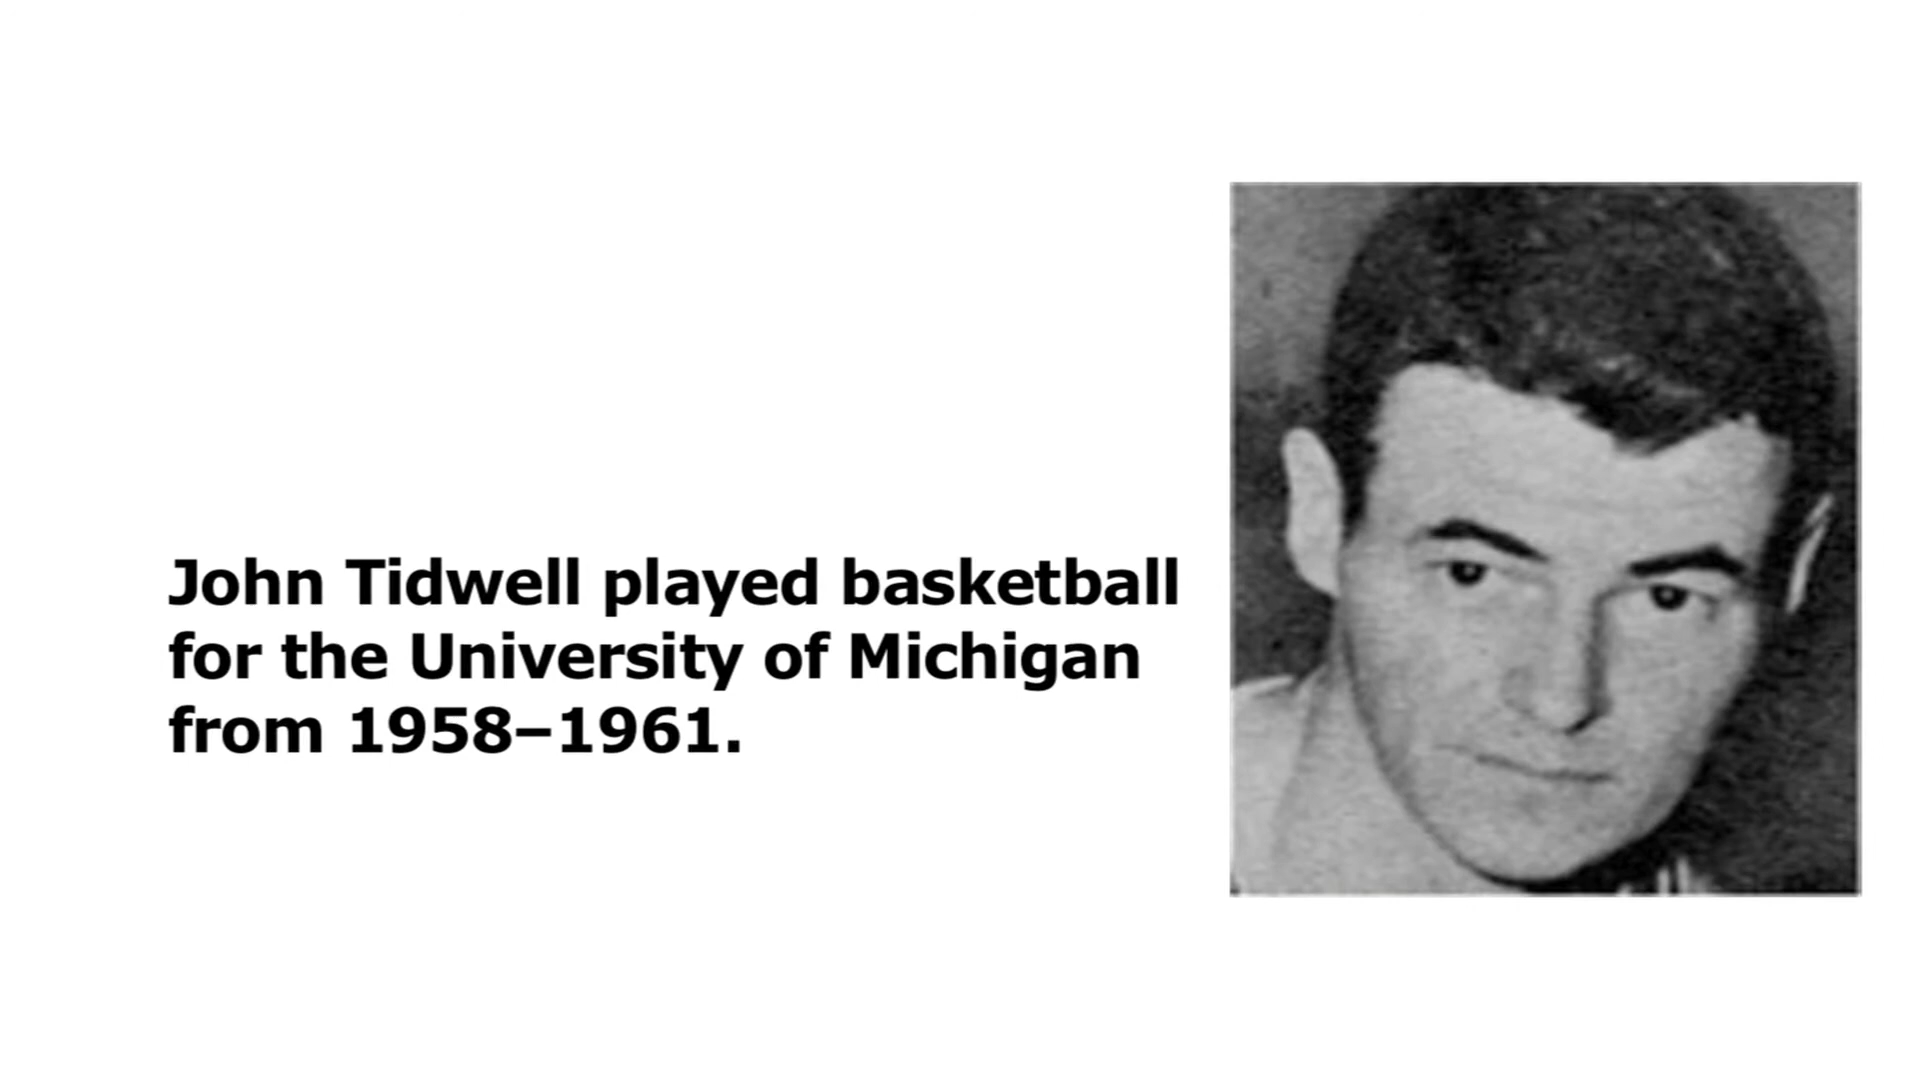 John Tidwell played basketball
for the University of Michigan
from 1958–1961.